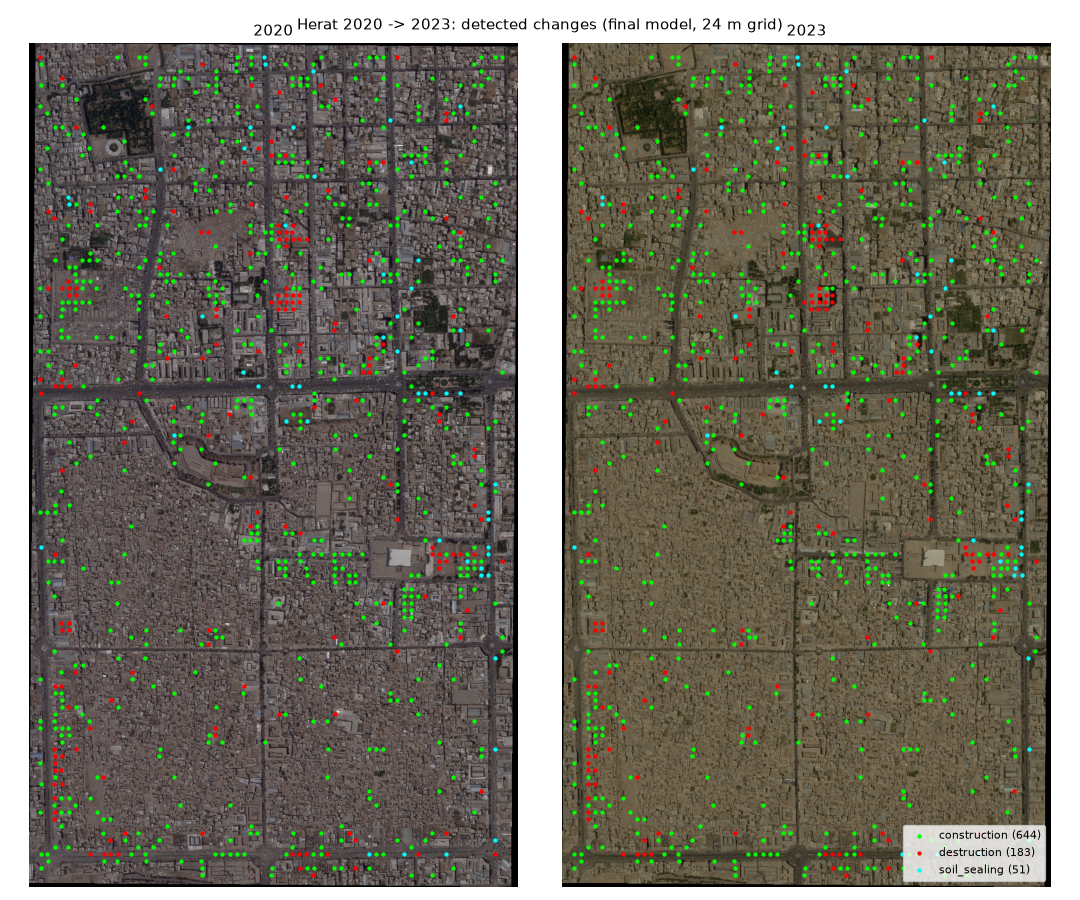 Herat 2020 -> 2023: detected changes (final model, 24 m grid)
2020
2023
construction (644)
destruction (183)
soil_sealing (51)